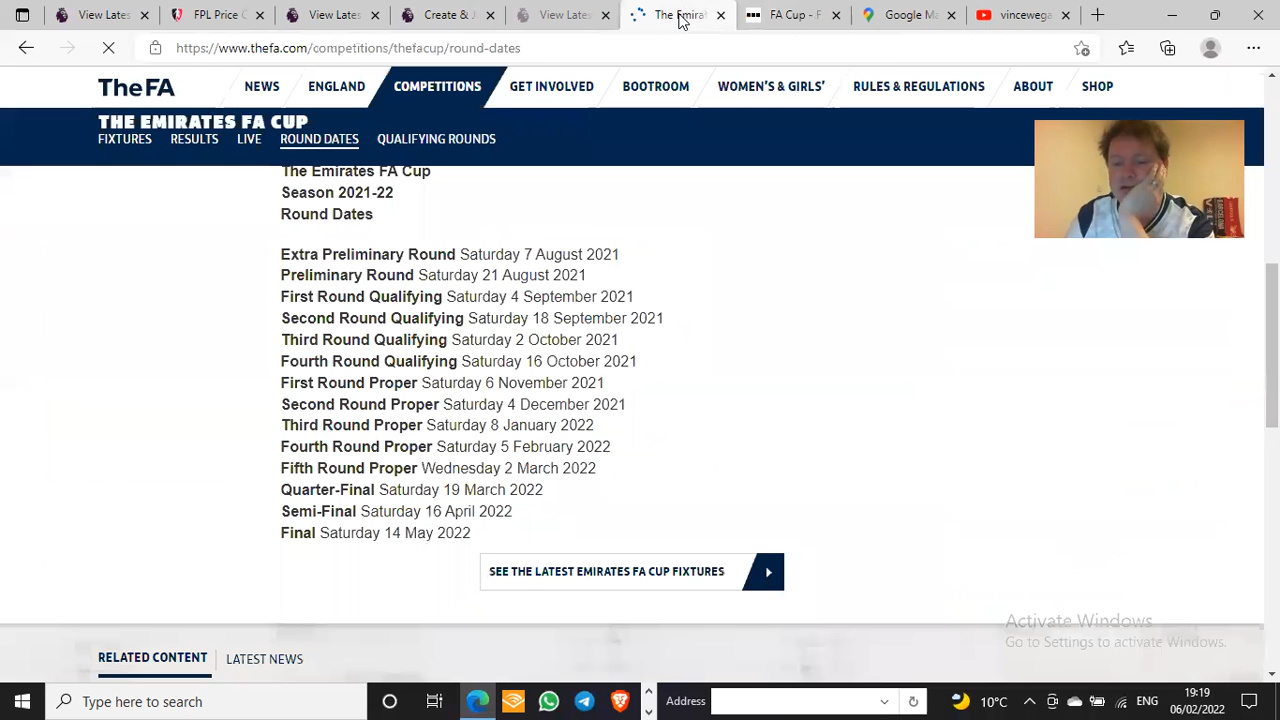 View Lates
FPL Price C
View Lates
Create & J
View Lates
The Emirat
FA Cup - F
Google Ma
vincewega
https://www.thefa.com/competitions/thefacup/round-dates
TheFA NEWS ENGLAND COMPETITIONS GET INVOLVED BOOTROOM WOMEN'S & GIRLS' RULES & REGULATIONS ABOUT SHOP
THE EMIRATES FA CUP
FIXTURES RESULTS LIVE ROUND DATES QUALIFYING ROUNDS
The Emirates FA Cup
Season 2021-22
Round Dates
Extra Preliminary Round Saturday 7 August 2021
Preliminary Round Saturday 21 August 2021
First Round Qualifying Saturday 4 September 2021
Second Round Qualifying Saturday 18 September 2021
Third Round Qualifying Saturday 2 October 2021
Fourth Round Qualifying Saturday 16 October 2021
First Round Proper Saturday 6 November 2021
Second Round Proper Saturday 4 December 2021
Third Round Proper Saturday 8 January 2022
Fourth Round Proper Saturday 5 February 2022
Fifth Round Proper Wednesday 2 March 2022
Quarter-Final Saturday 19 March 2022
Semi-Final Saturday 16 April 2022
Final Saturday 14 May 2022
SEE THE LATEST EMIRATES FA CUP FIXTURES
Activate Windows
Go to Settings to activate Windows.
RELATED CONTENT LATEST NEWS
Type here to search
Address
10°C
ENG
19:19
06/02/2022